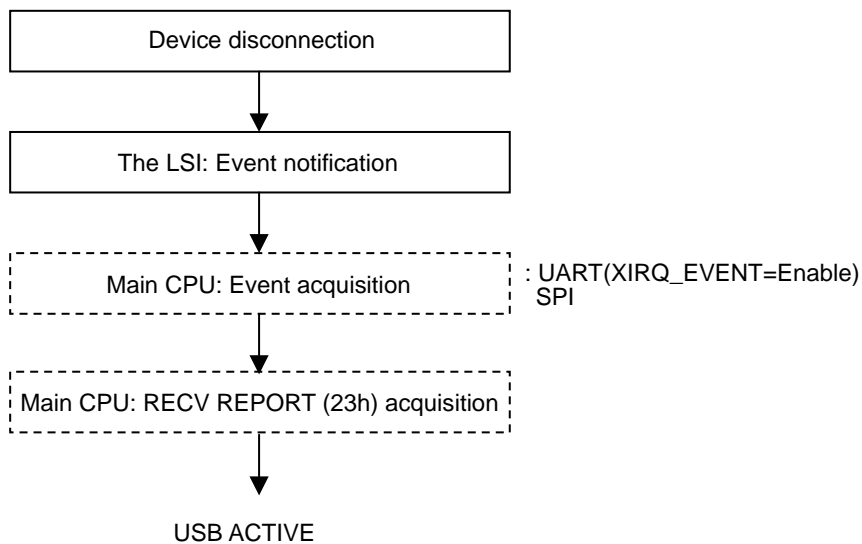 Device disconnection
The LSI: Event notification
Main CPU: Event acquisition
: UART(XIRQ_EVENT=Enable)
SPI
Main CPU: RECV REPORT (23h) acquisition
USB ACTIVE